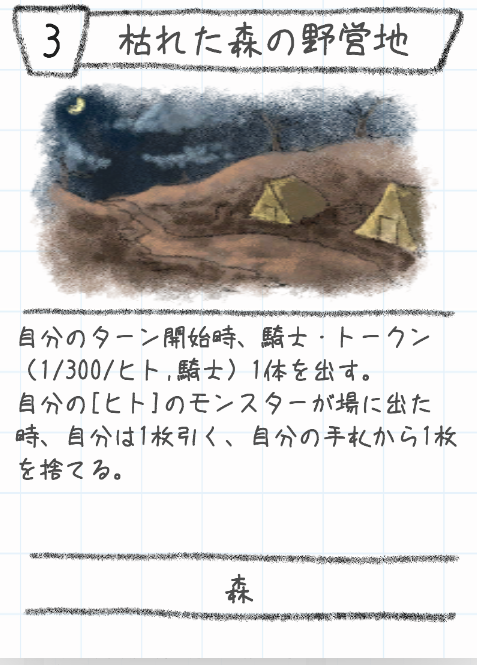 3
枯れた森の野営地
自分のターン開始時、騎士・トークン
（1/300/ヒト,騎士）1体を出す。
自分の[ヒト]のモンスターが場に出た
時、自分は1枚引く、自分の手札から1枚
を捨てる。
森